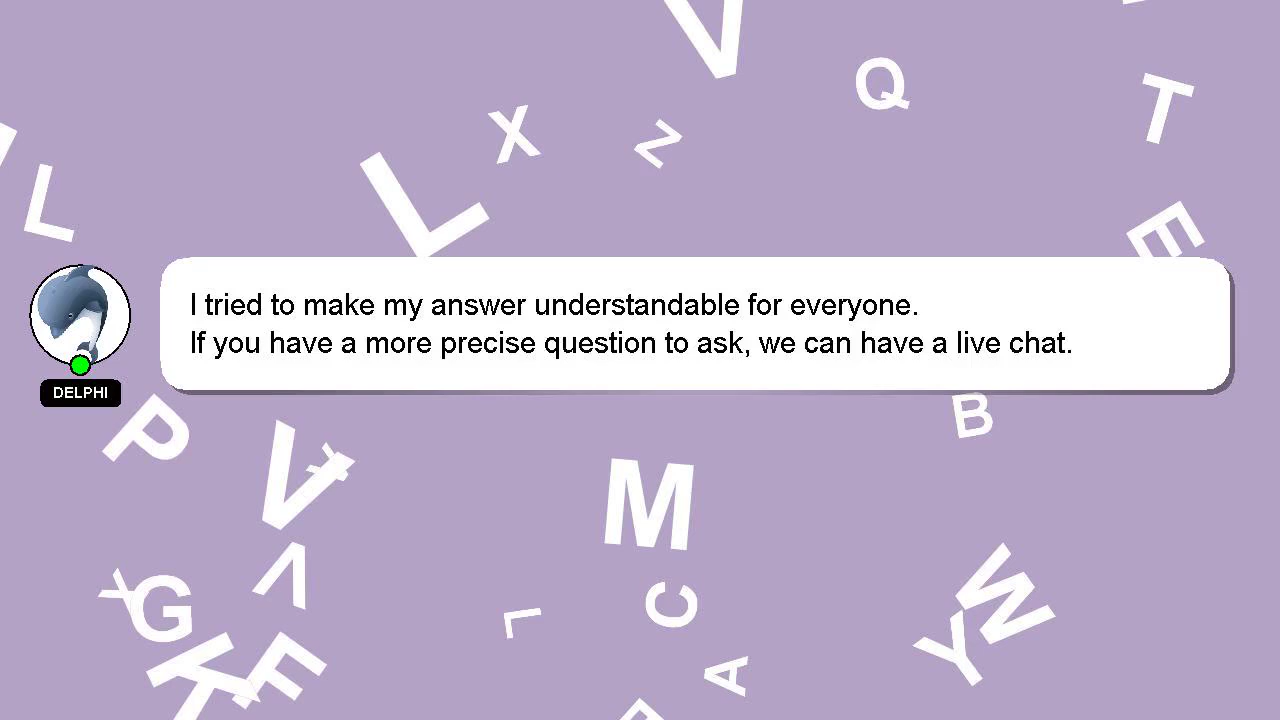 V
Q
T
X
Z
L
L
E
I tried to make my answer understandable for everyone.
If you have a more precise question to ask, we can have a live chat.
DELPHI
B
P
V
M
V
X
G
C
L
W
Y
K
F
A